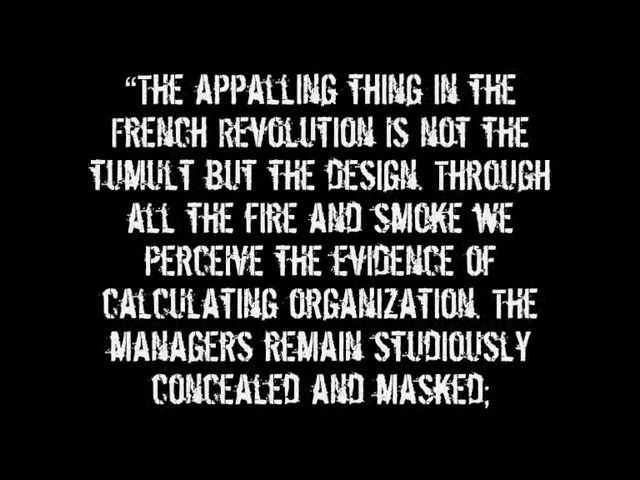 “THE APPALLING THING IN THE
FRENCH REVOLUTION IS NOT THE
TUMULT BUT THE DESIGN. THROUGH
ALL THE FIRE AND SMOKE WE
PERCEIVE THE EVIDENCE OF
CALCULATING ORGANIZATION. THE
MANAGERS REMAIN STUDIOUSLY
CONCEALED AND MASKED;